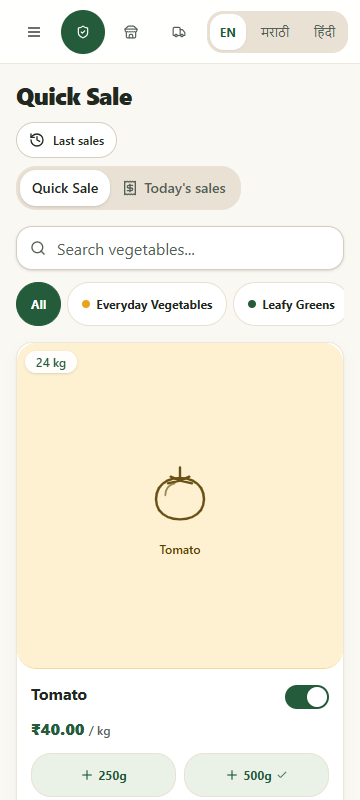 EN मराठी हिंदी
Quick Sale
Last sales
Quick Sale Today's sales
Search vegetables...
All Everyday Vegetables Leafy Greens
24 kg
Tomato
Tomato
₹40.00 / kg
+ 250g + 500g ✓